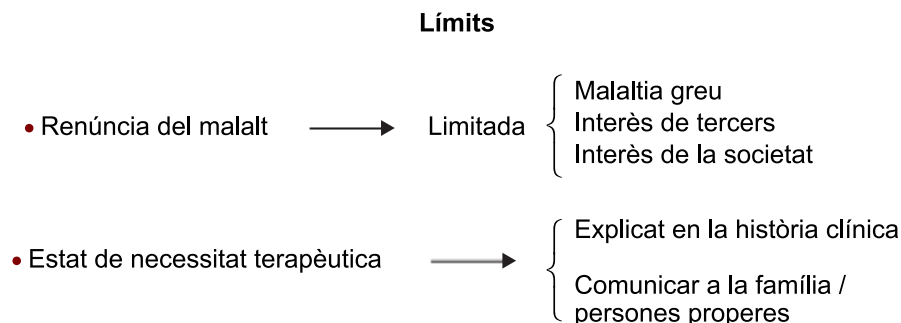 Límits
• Renúncia del malalt
Limitada
Malaltia greu
Interès de tercers
Interès de la societat
• Estat de necessitat terapèutica
Explicat en la història clínica
Comunicar a la família /
persones properes